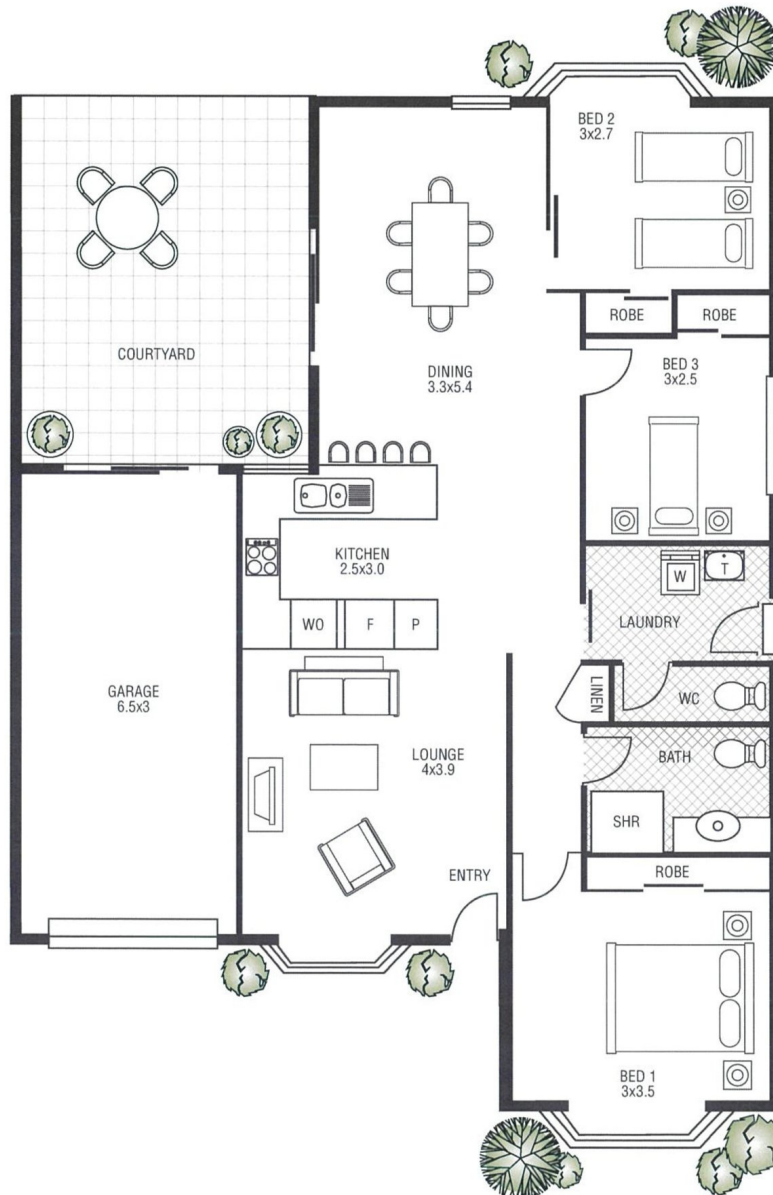 BED 2
3x2.7
COURTYARD
DINING
3.3x5.4
ROBE
ROBE
BED 3
3x2.5
KITCHEN
2.5x3.0
WO
F
P
W
T
LAUNDRY
GARAGE
6.5x3
LINEN
WC
LOUNGE
4x3.9
BATH
SHR
ENTRY
ROBE
BED 1
3x3.5